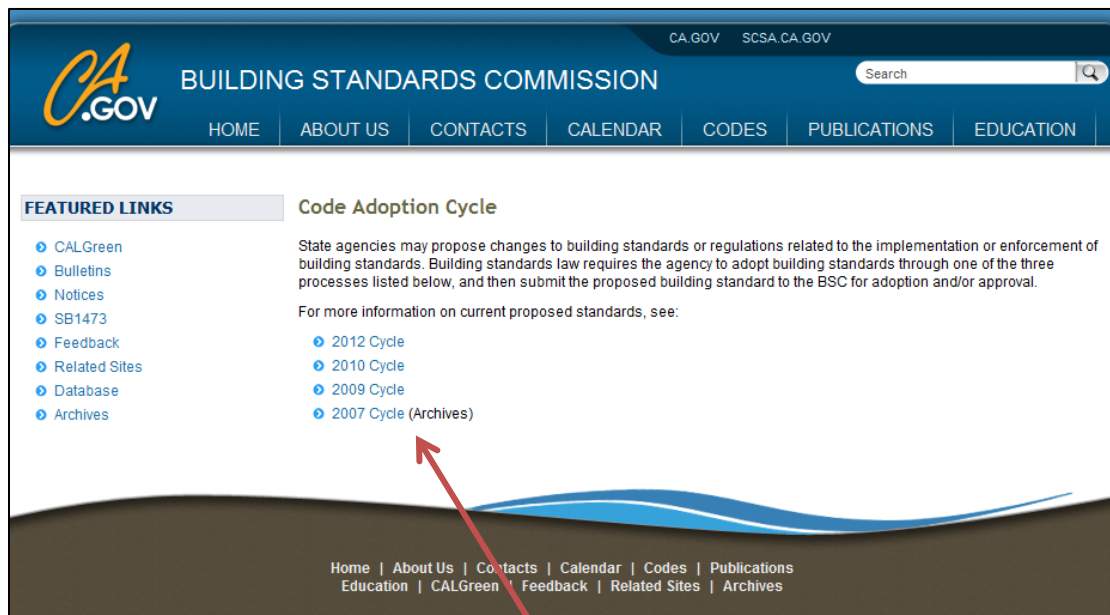 CA.GOV SCSA.CA.GOV
CA.GOV
BUILDING STANDARDS COMMISSION
Search
HOME ABOUT US CONTACTS CALENDAR CODES PUBLICATIONS EDUCATION
FEATURED LINKS
CALGreen
Bulletins
Notices
SB1473
Feedback
Related Sites
Database
Archives
Code Adoption Cycle
State agencies may propose changes to building standards or regulations related to the implementation or enforcement of
building standards. Building standards law requires the agency to adopt building standards through one of the three
processes listed below, and then submit the proposed building standard to the BSC for adoption and/or approval.
For more information on current proposed standards, see:
2012 Cycle
2010 Cycle
2009 Cycle
2007 Cycle (Archives)
Home | About Us | Contacts | Calendar | Codes | Publications
Education | CALGreen | Feedback | Related Sites | Archives